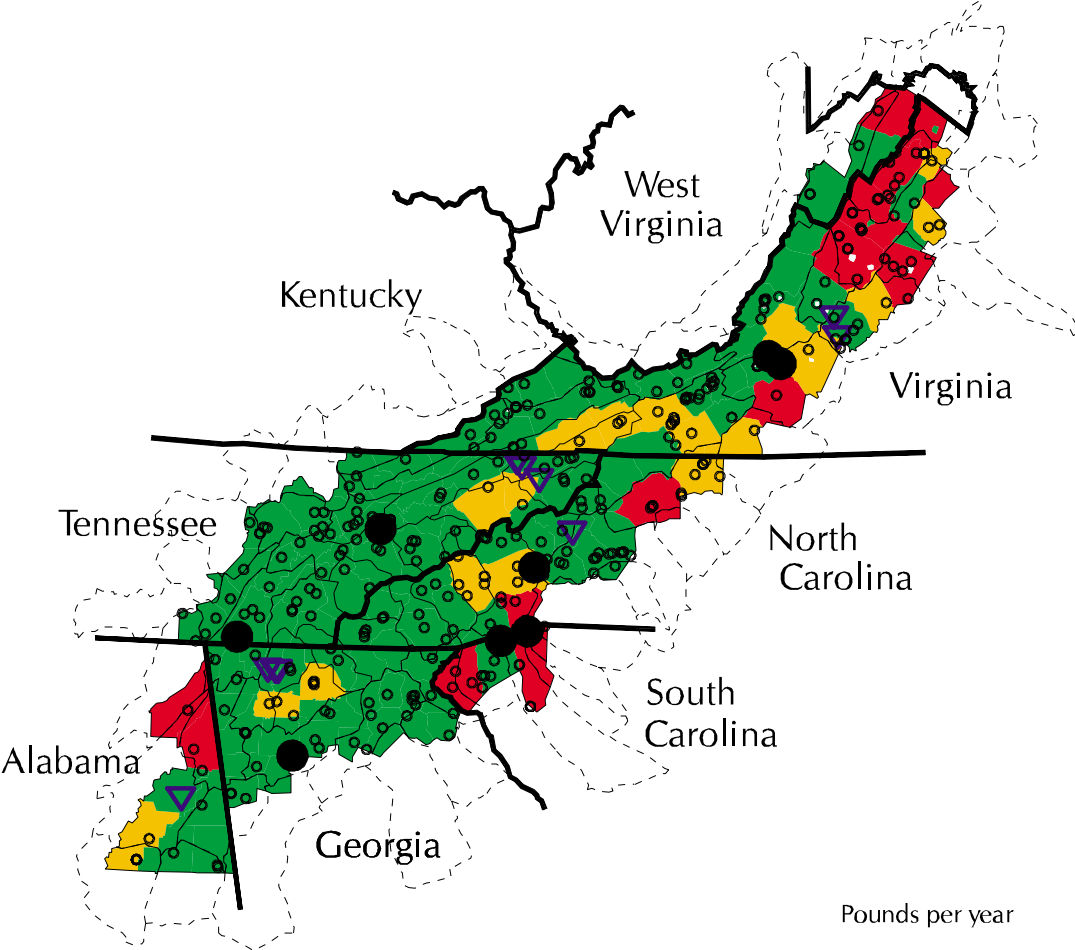 West
Virginia
Kentucky
Virginia
Tennessee
North
Carolina
South
Carolina
Alabama
Georgia
Pounds per year